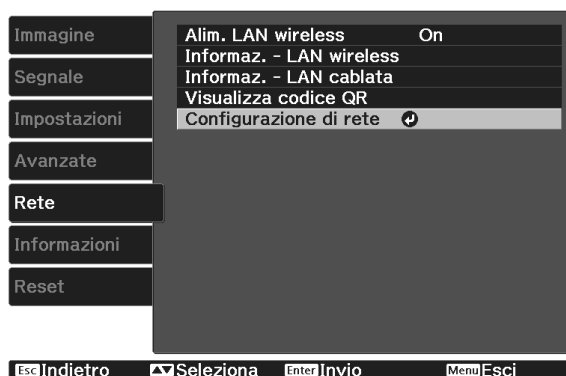 Immagine
Segnale
Impostazioni
Avanzate
Rete
Informazioni
Reset
Alim. LAN wireless On
Informaz. - LAN wireless
Informaz. - LAN cablata
Visualizza codice QR
Configurazione di rete
Esc Indietro Seleziona Enter Invio Menu Esci